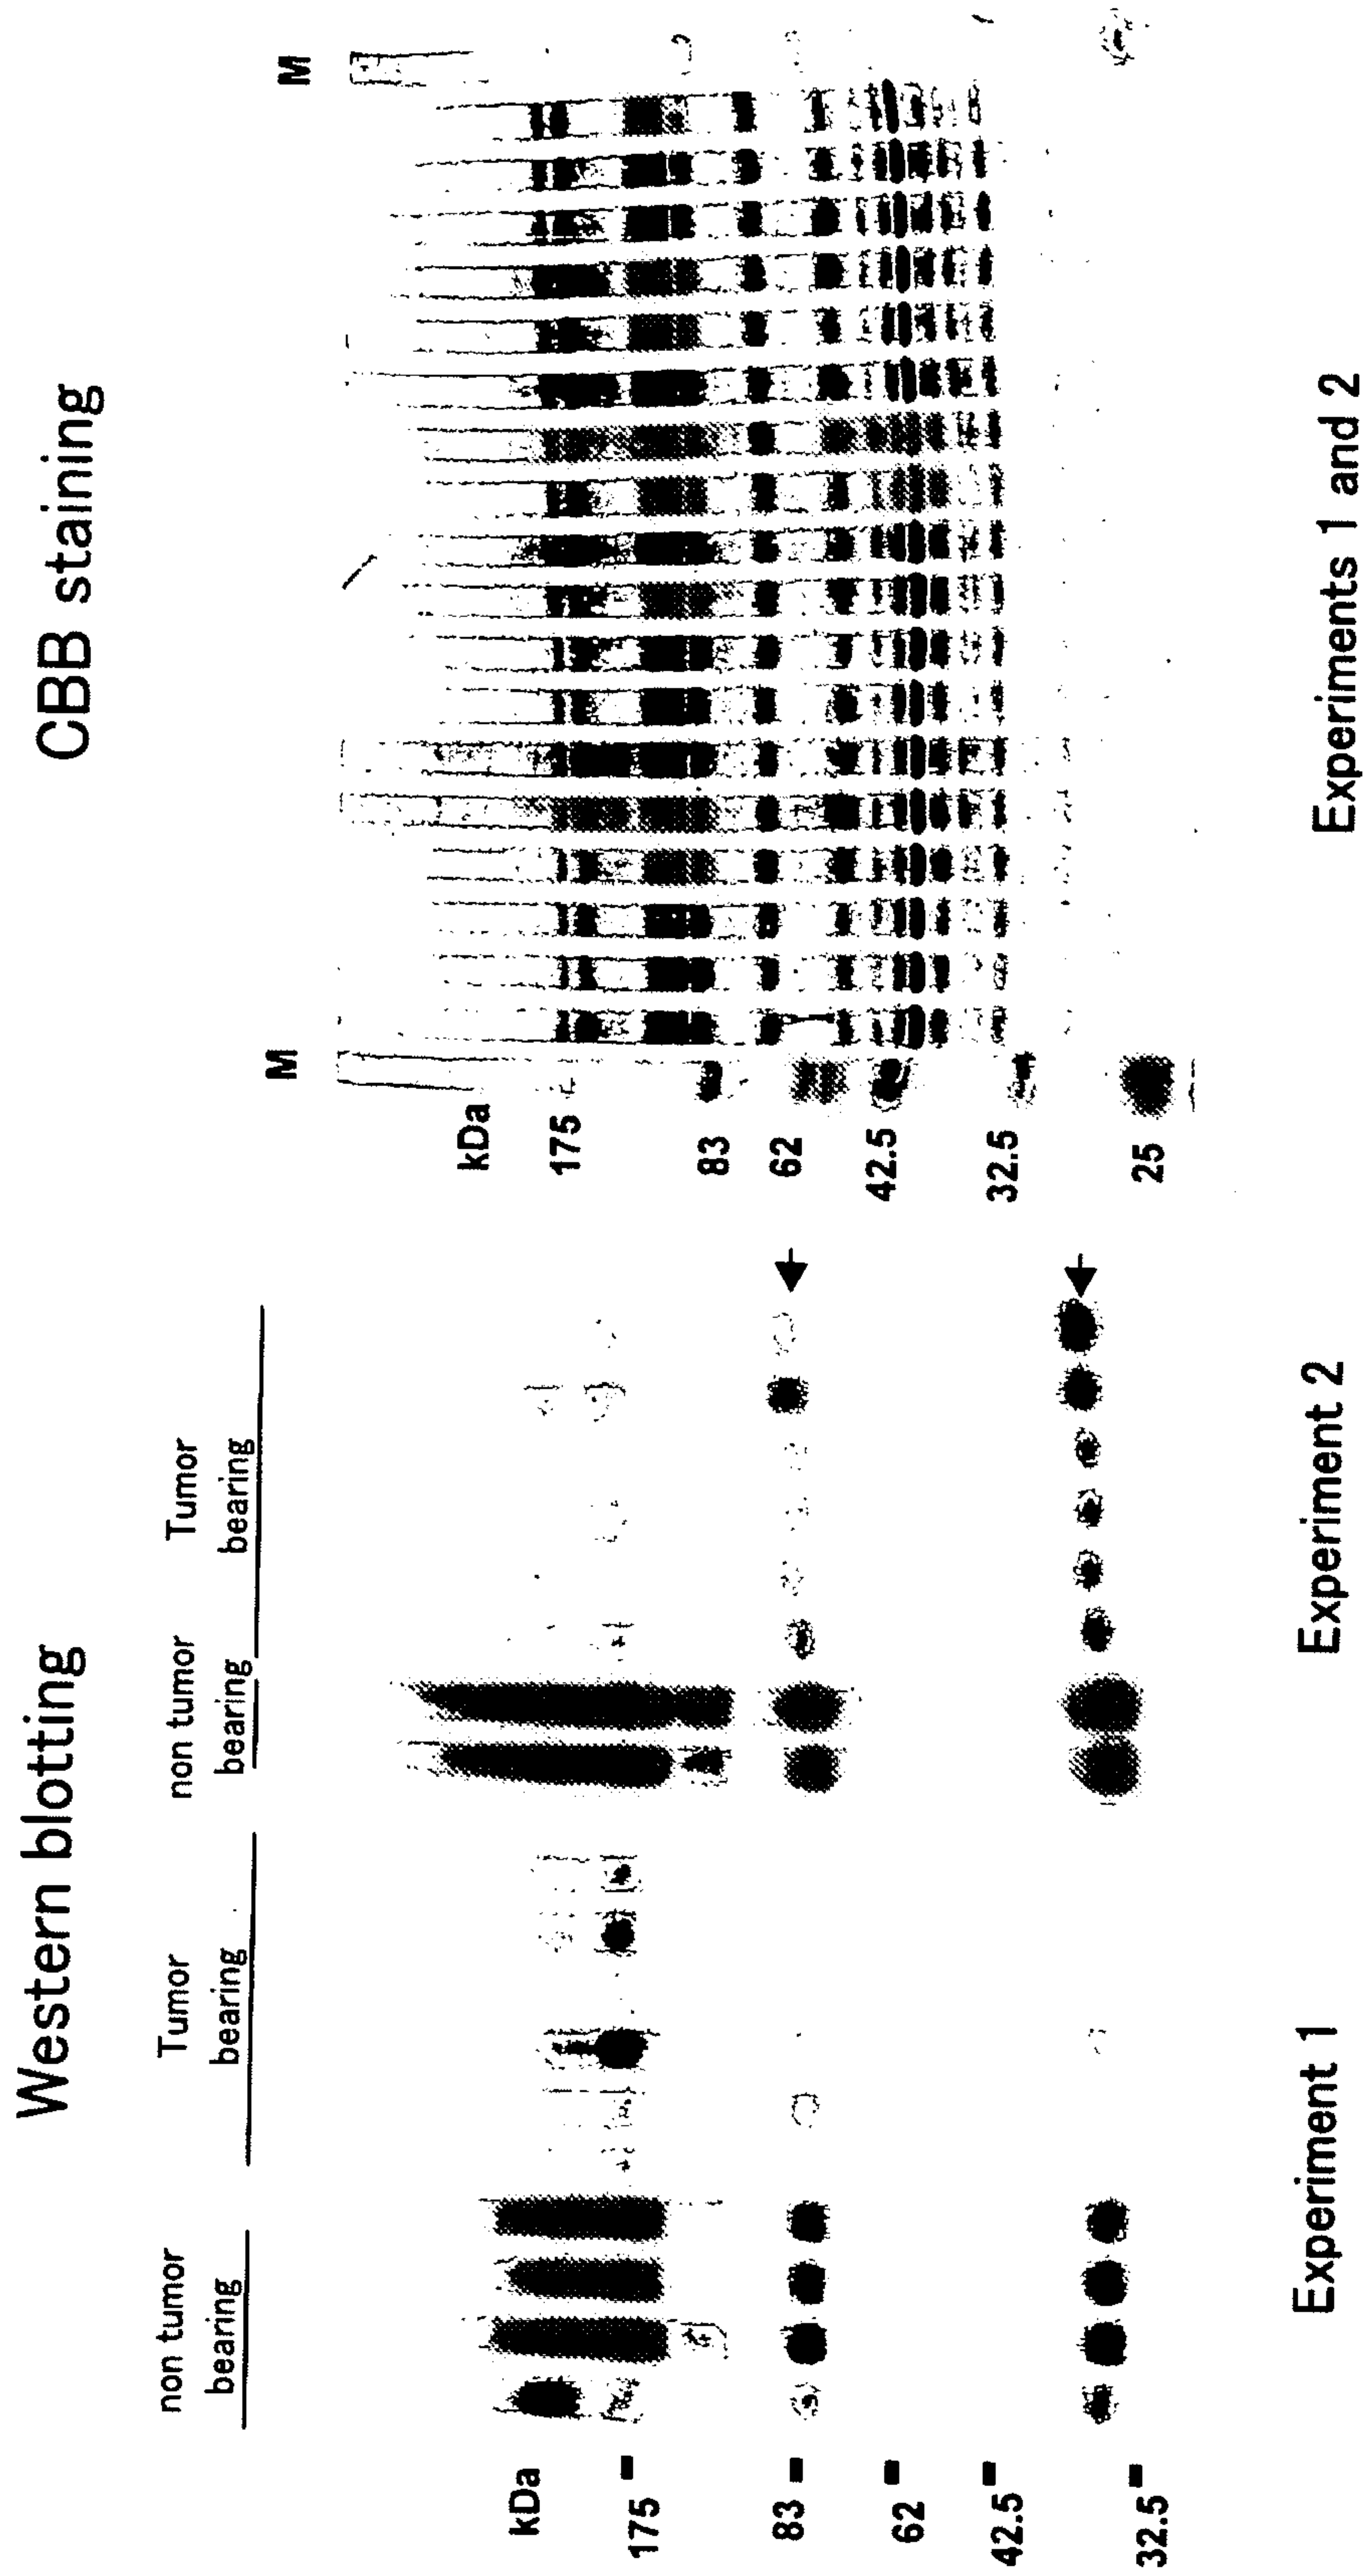 Western blotting
non tumor
bearing
Tumor
bearing
non tumor
bearing
Tumor
bearing
kDa
175
83
62
42.5
32.5
Experiment 1
Experiment 2
CBB staining
M
M
kDa
175
83
62
42.5
32.5
25
Experiments 1 and 2